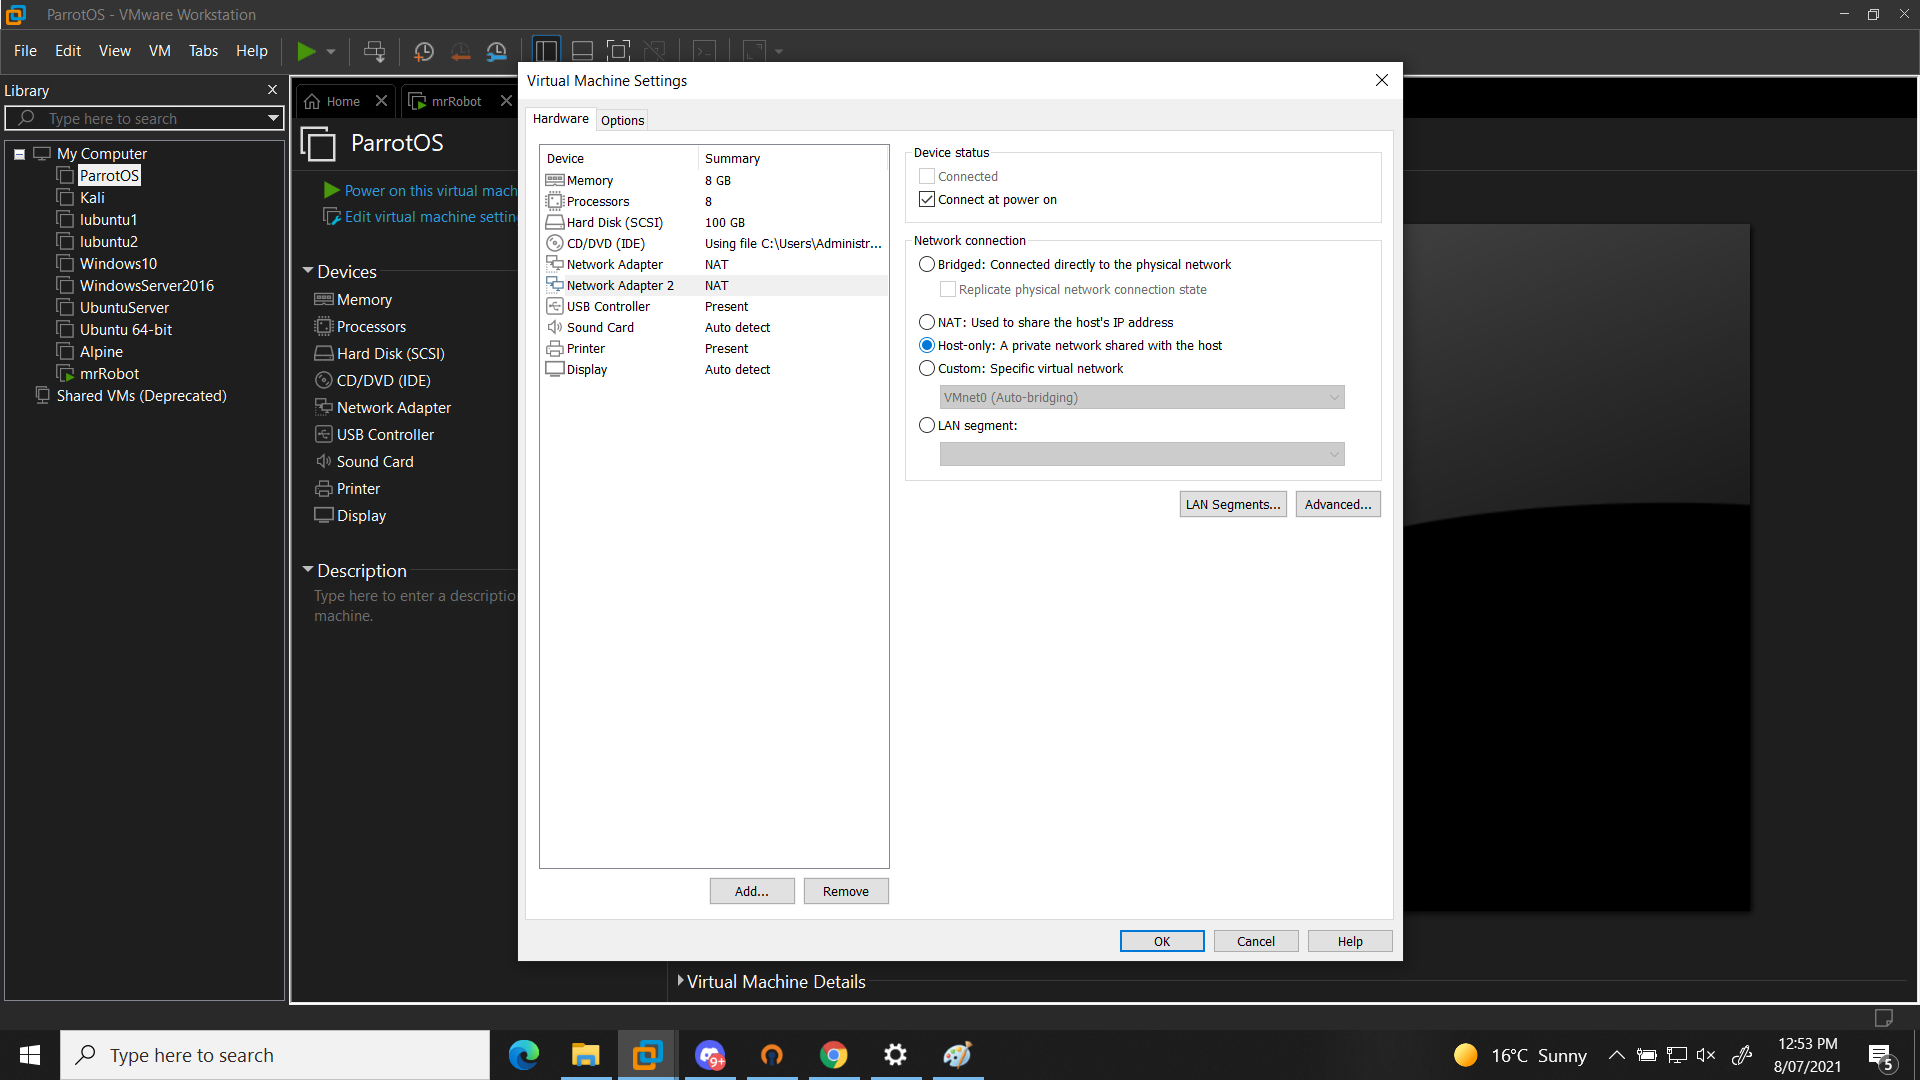 ParrotOS - VMware Workstation
File Edit View VM Tabs Help
Library
Type here to search
My Computer
ParrotOS
Kali
lubuntu1
lubuntu2
Windows10
WindowsServer2016
UbuntuServer
Ubuntu 64-bit
Alpine
mrRobot
Shared VMs (Deprecated)
Home
mrRobot
ParrotOS
Power on this virtual mach
Edit virtual machine settin
Devices
Memory
Processors
Hard Disk (SCSI)
CD/DVD (IDE)
Network Adapter
USB Controller
Sound Card
Printer
Display
Description
Type here to enter a descriptio
machine.
Virtual Machine Settings
Hardware Options
Device Summary
Memory 8 GB
Processors 8
Hard Disk (SCSI) 100 GB
CD/DVD (IDE) Using file C:\Users\Administr...
Network Adapter NAT
Network Adapter 2 NAT
USB Controller Present
Sound Card Auto detect
Printer Present
Display Auto detect
Add... Remove
Device status
Connected
Connect at power on
Network connection
Bridged: Connected directly to the physical network
Replicate physical network connection state
NAT: Used to share the host's IP address
Host-only: A private network shared with the host
Custom: Specific virtual network
VMnet0 (Auto-bridging)
LAN segment:
LAN Segments... Advanced...
OK Cancel Help
Virtual Machine Details
Type here to search
9+
16°C Sunny
12:53 PM
8/07/2021
5